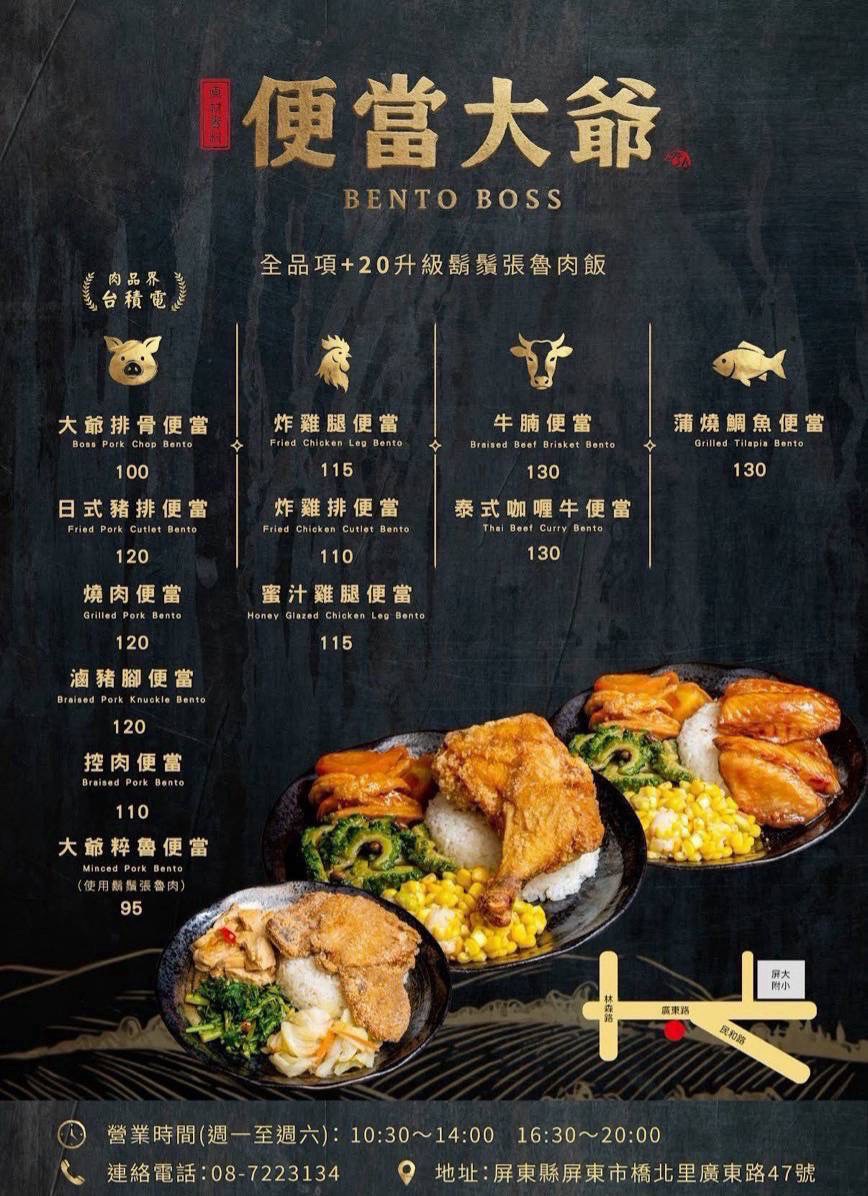 便當大爺
BENTO BOSS
全品項+20升級鬍鬚張魯肉飯
肉品界
台積電
大爺排骨便當
Boss Pork Chop Bento
100
日式豬排便當
Fried Pork Cutlet Bento
120
燒肉便當
Grilled Pork Bento
120
滷豬腳便當
Braised Pork Knuckle Bento
120
控肉便當
Braised Pork Bento
110
大爺粹魯便當
Minced Pork Bento
(使用鬍鬚張魯肉)
95
炸雞腿便當
Fried Chicken Leg Bento
115
炸雞排便當
Fried Chicken Cutlet Bento
110
蜜汁雞腿便當
Honey Glazed Chicken Leg Bento
115
牛腩便當
Braised Beef Brisket Bento
130
泰式咖喱牛便當
Thai Beef Curry Bento
130
蒲燒鯛魚便當
Grilled Tilapia Bento
130
屏大
附小
林森路
廣東路
民和路
營業時間(週一至週六): 10:30～14:00 16:30～20:00
連絡電話:08-7223134
地址:屏東縣屏東市橋北里廣東路47號